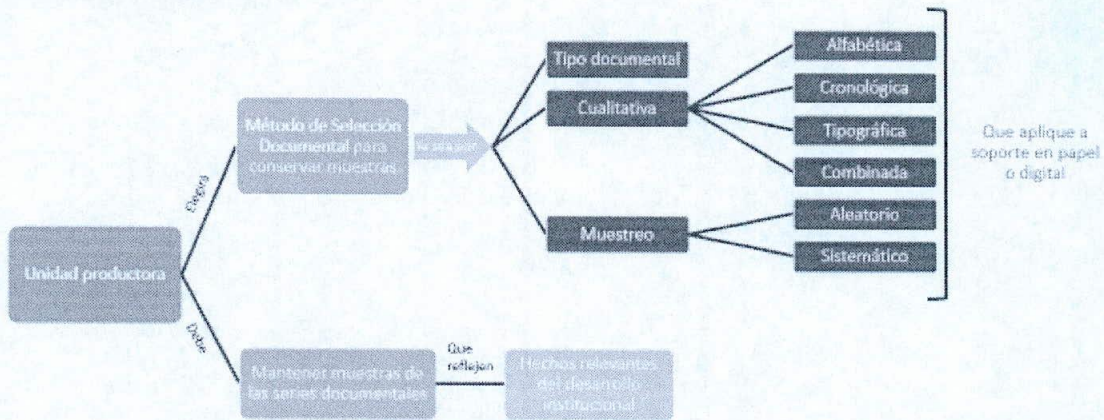 Unidad productora
Elegirá
Método de Selección
Documental para
conservar muestras
Tipo documental
Cualitativa
Alfabética
Cronológica
Tipográfica
Combinada
Muestreo
Aleatorio
Sistemático
Que aplique a
soporte en papel
o digital
Debe
Mantener muestras de
las series documentales
Que
reflejen
Hechos relevantes
del desarrollo
institucional